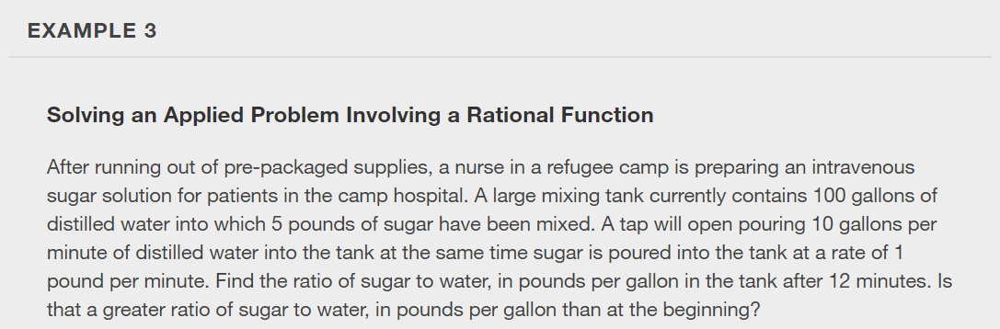 EXAMPLE 3
Solving an Applied Problem Involving a Rational Function
After running out of pre-packaged supplies, a nurse in a refugee camp is preparing an intravenous
sugar solution for patients in the camp hospital. A large mixing tank currently contains 100 gallons of
distilled water into which 5 pounds of sugar have been mixed. A tap will open pouring 10 gallons per
minute of distilled water into the tank at the same time sugar is poured into the tank at a rate of 1
pound per minute. Find the ratio of sugar to water, in pounds per gallon in the tank after 12 minutes. Is
that a greater ratio of sugar to water, in pounds per gallon than at the beginning?